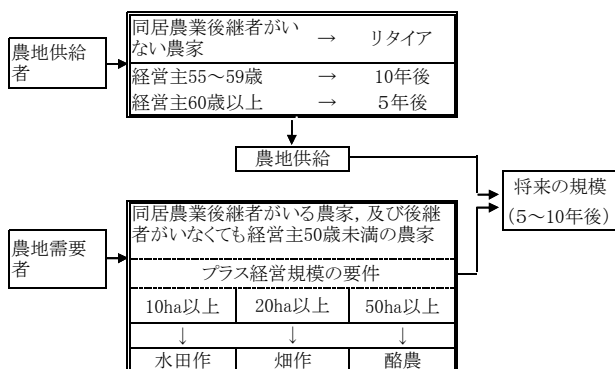 同居農業後継者がい　→　リタイア
ない農家
農地供給
者
経営主55～59歳　→　10年後
経営主60歳以上　→　５年後
農地供給
将来の規模
(5～10年後)
同居農業後継者がいる農家，及び後継
者がいなくても経営主50歳未満の農家
農地需要
者
プラス経営規模の要件
10ha以上　20ha以上　50ha以上
↓　↓　↓
水田作　畑作　酪農